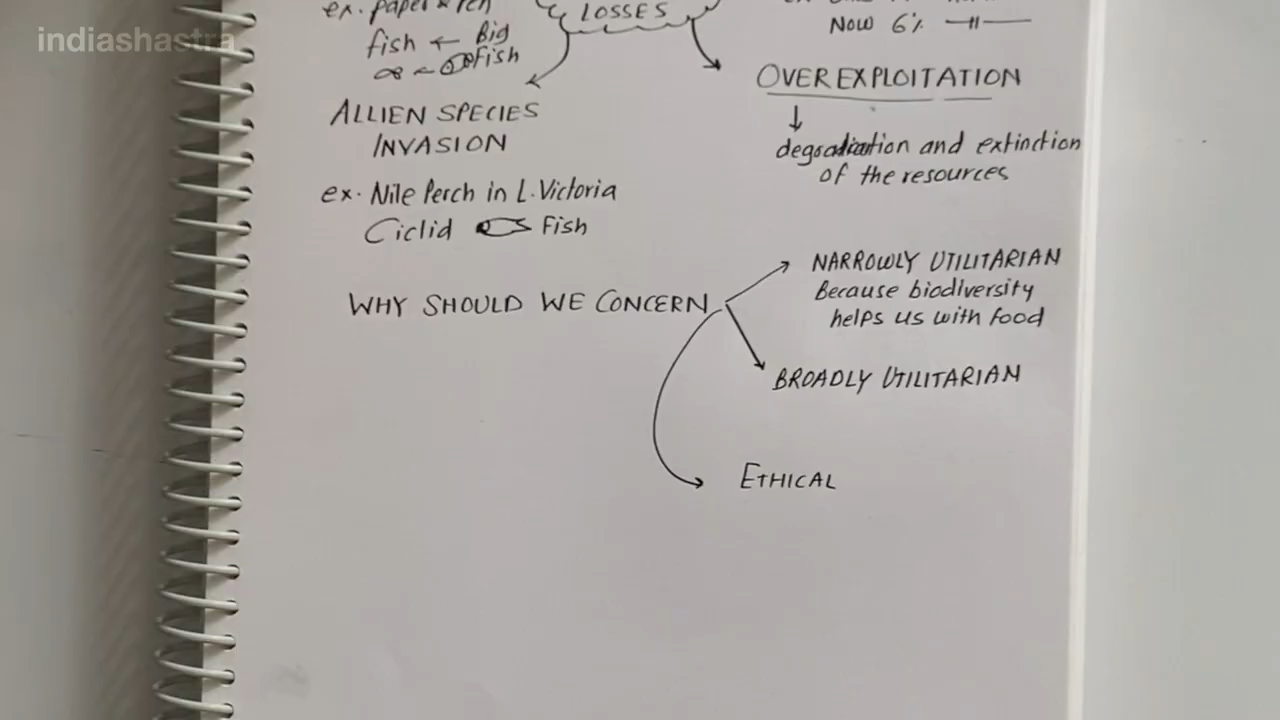 indiashastra
ex. paper & pen
fish ← Big
← Fish
LOSSES
Now 6%
ALLIEN SPECIES
INVASION
ex. Nile Perch in L. Victoria
Ciclid Fish
OVER EXPLOITATION
degradation and extinction
of the resources
WHY SHOULD WE CONCERN
NARROWLY UTILITARIAN
Because biodiversity
helps us with food
BROADLY UTILITARIAN
ETHICAL